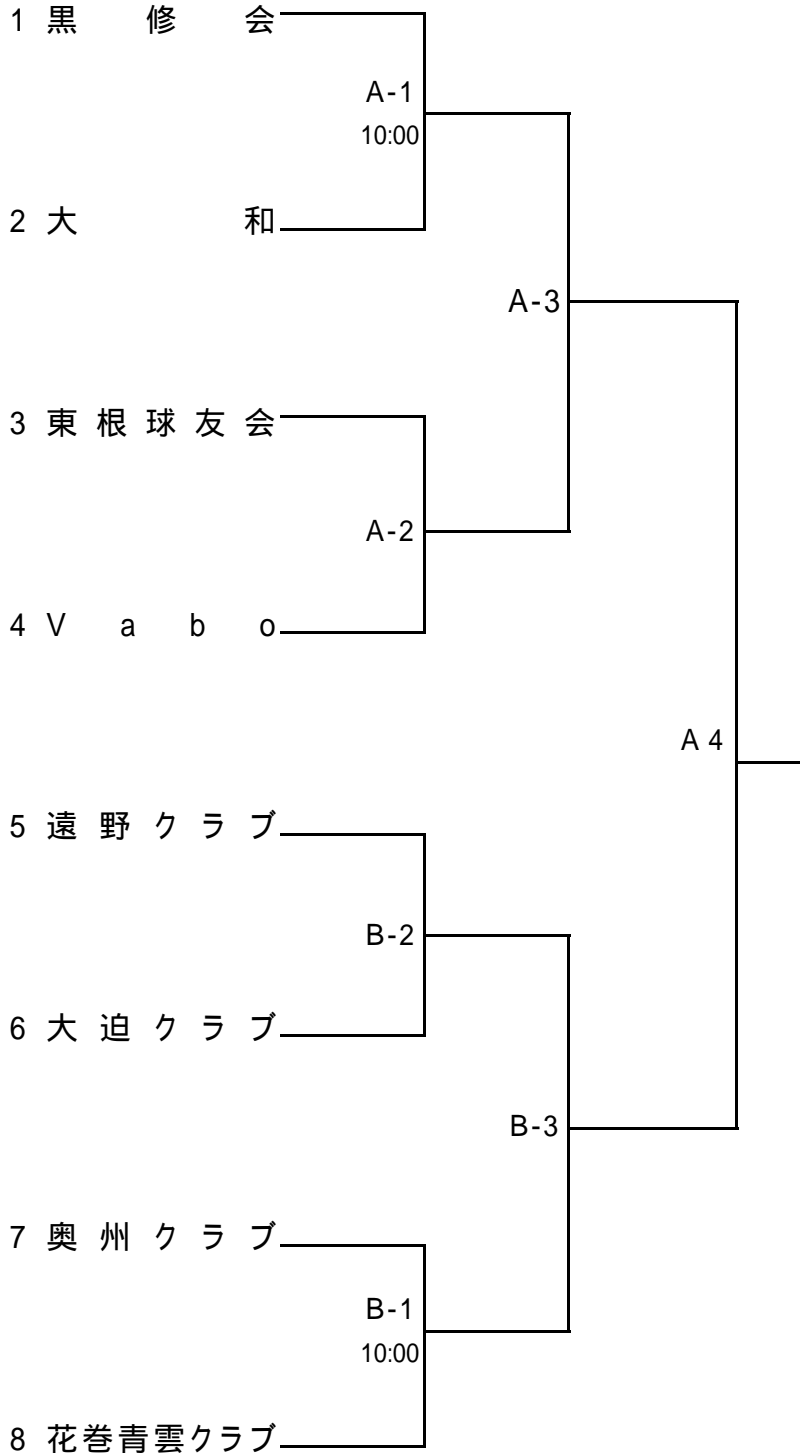 1 黒修会
A-1
10:00
2 大和
A-3
3 東根球友会
A-2
4 Vabo
A 4
5 遠野クラブ
B-2
6 大迫クラブ
B-3
7 奥州クラブ
B-1
10:00
8 花巻青雲クラブ